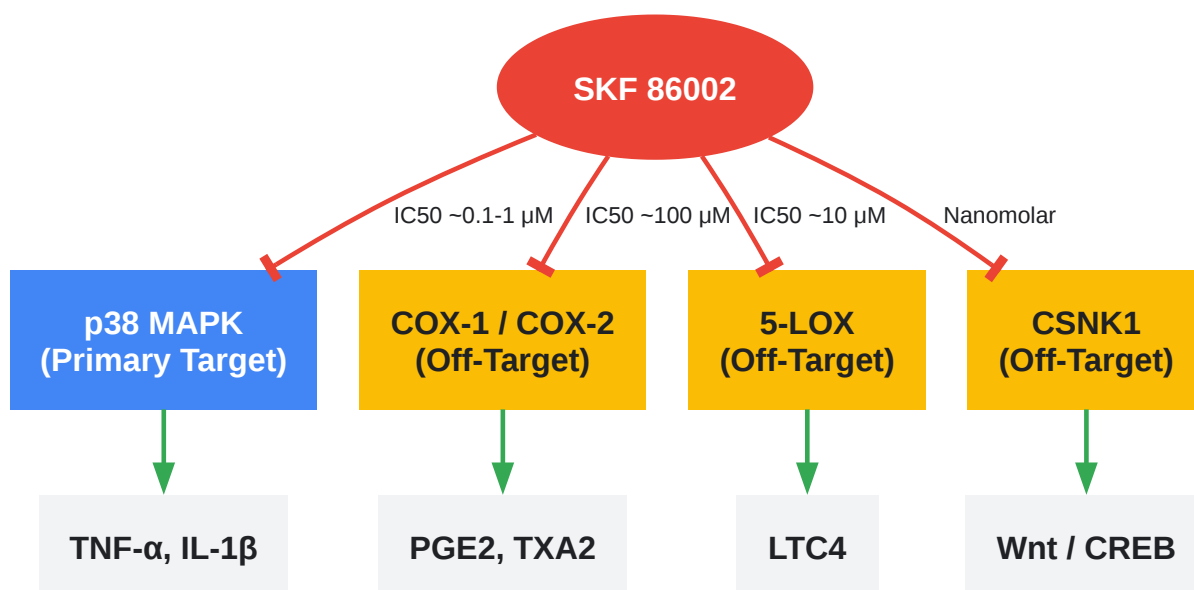 SKF 86002
IC50 ~0.1-1 μM
IC50 ~100 μM
IC50 ~10 μM
Nanomolar
p38 MAPK
(Primary Target)
COX-1 / COX-2
(Off-Target)
5-LOX
(Off-Target)
CSNK1
(Off-Target)
TNF-α, IL-1β
PGE2, TXA2
LTC4
Wnt / CREB